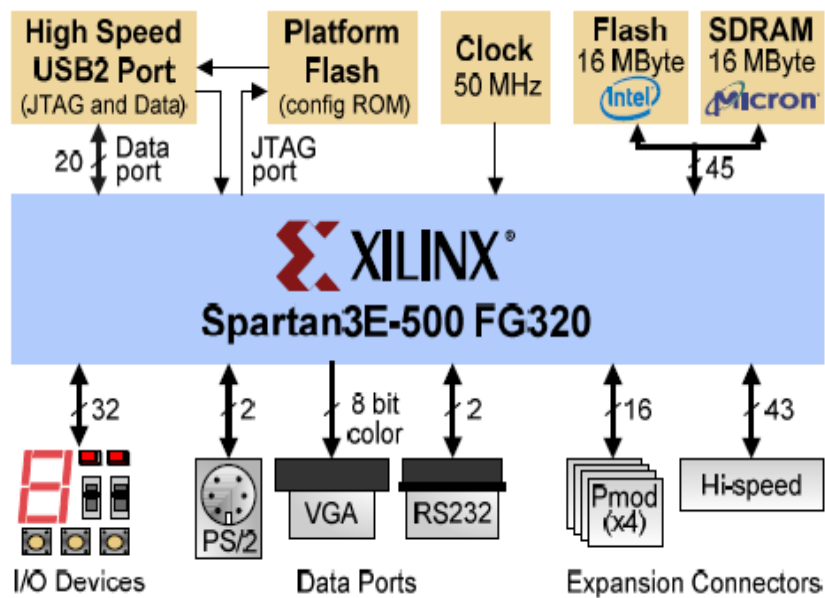 High Speed
USB2 Port
(JTAG and Data)
Platform
Flash
(config ROM)
Clock
50 MHz
Flash
16 MByte
intel
SDRAM
16 MByte
Micron
20
Data
port
JTAG
port
45
XILINX®
Spartan3E-500 FG320
32
2
8 bit
color
2
16
43
PS/2
VGA
RS232
Pmod
(x4)
Hi-speed
I/O Devices
Data Ports
Expansion Connectors